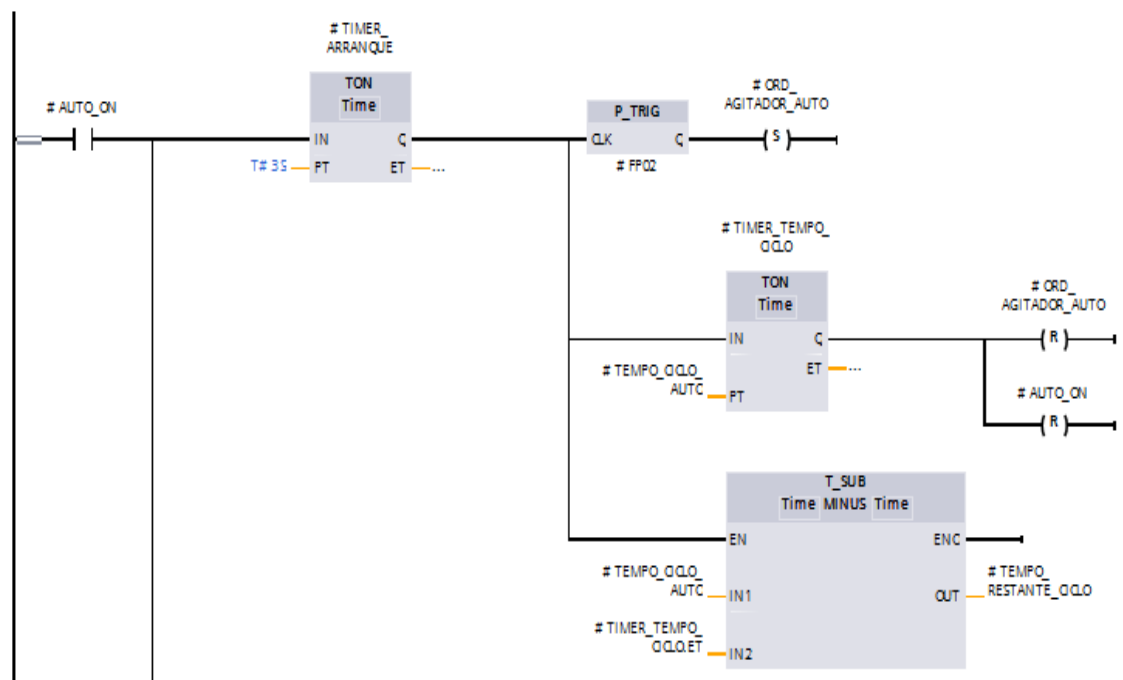 # TIMER_
ARRANQUE
TON
Time
# AUTO_ON
IN Q
T# 3S PT ET ...
P_TRIG
CLK Q
# FP02
# ORD_
AGITADOR_AUTO
S
# TIMER_TEMPO_
CICLO
TON
Time
IN Q
ET ...
# TEMPO_CICLO_
AUTO PT
# ORD_
AGITADOR_AUTO
R
# AUTO_ON
R
T_SUB
Time MINUS Time
EN ENO
# TEMPO_CICLO_
AUTO IN1
OUT # TEMPO_
RESTANTE_CICLO
# TIMER_TEMPO_
CICLO.ET IN2